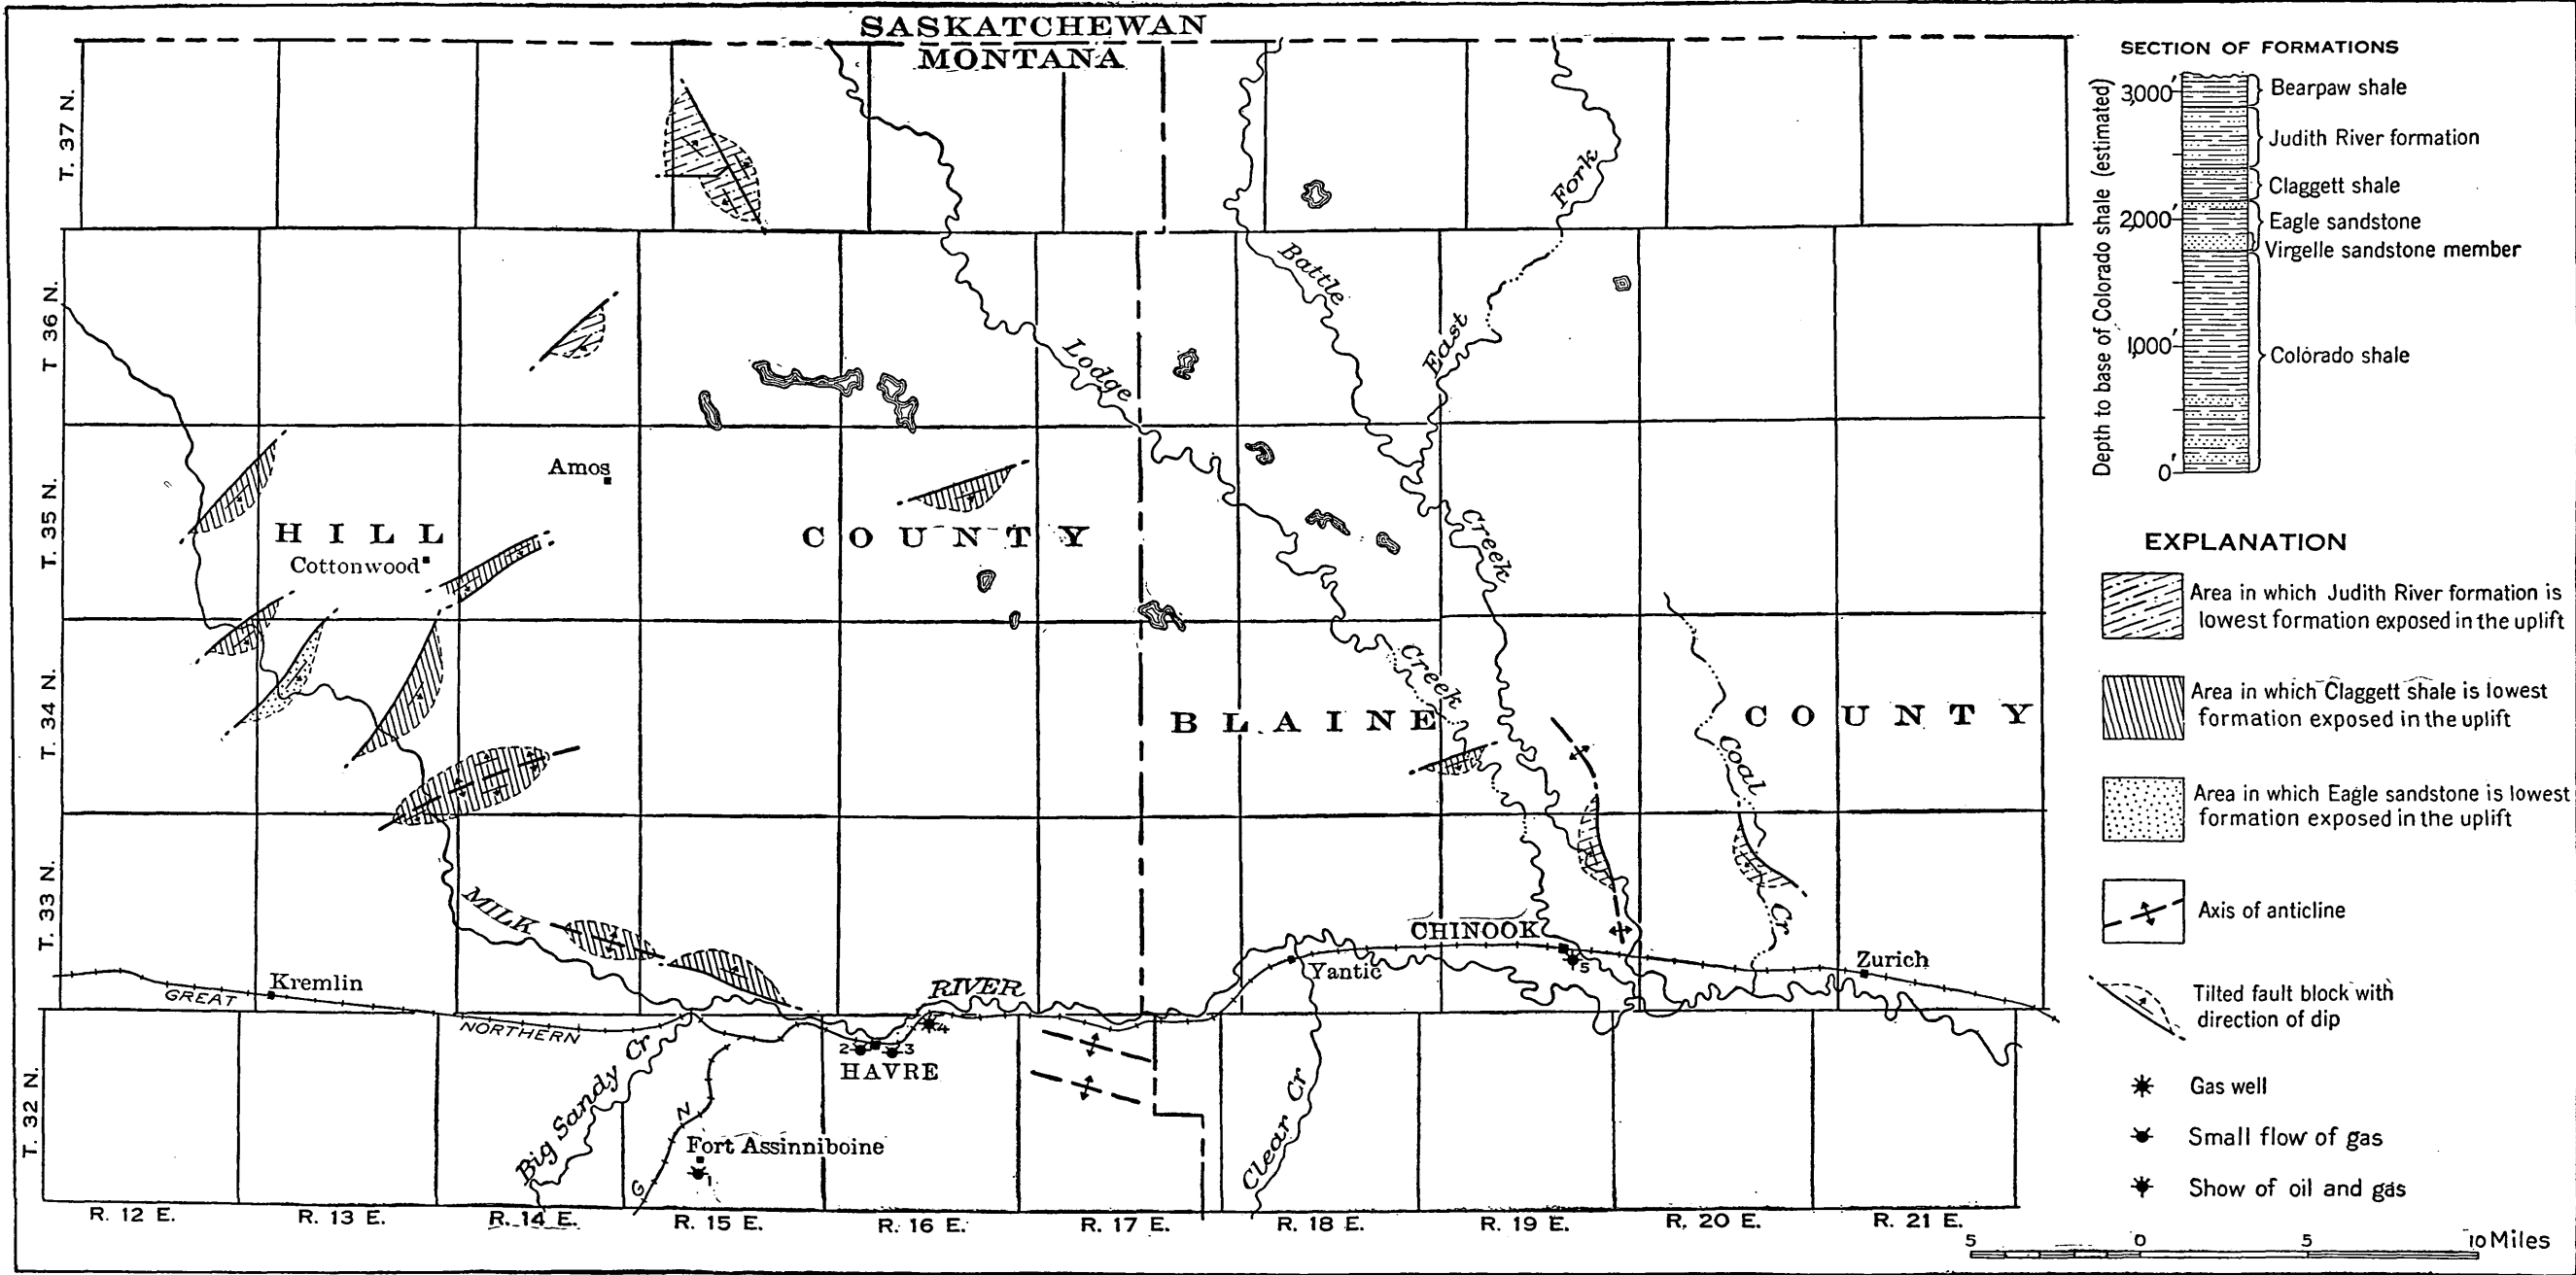 SASKATCHEWAN
MONTANA
T. 37 N.
T 36 N.
T. 35 N.
T. 34 N.
T. 33 N.
T. 32 N.
Fork
East
Battle
Creek
Lodge
Creek
Amos
HILL COUNTY
Cottonwood
BLAINE COUNTY
Coal
Cr
MILK
RIVER
CHINOOK
5
Yantic
Zurich
Kremlin
GREAT
NORTHERN
Big Sandy Cr
G N
2
3
4
HAVRE
Fort Assinniboine
1
Clear Cr
R. 12 E.
R. 13 E.
R. 14 E.
R. 15 E.
R. 16 E.
R. 17 E.
R. 18 E.
R. 19 E.
R. 20 E.
R. 21 E.
SECTION OF FORMATIONS
Depth to base of Colorado shale (estimated)
3,000'
2,000'
1,000'
0'
Bearpaw shale
Judith River formation
Claggett shale
Eagle sandstone
Virgelle sandstone member
Colorado shale
EXPLANATION
Area in which Judith River formation is
lowest formation exposed in the uplift
Area in which Claggett shale is lowest
formation exposed in the uplift
Area in which Eagle sandstone is lowest
formation exposed in the uplift
Axis of anticline
Tilted fault block with
direction of dip
Gas well
Small flow of gas
Show of oil and gas
5 0 5 10 Miles